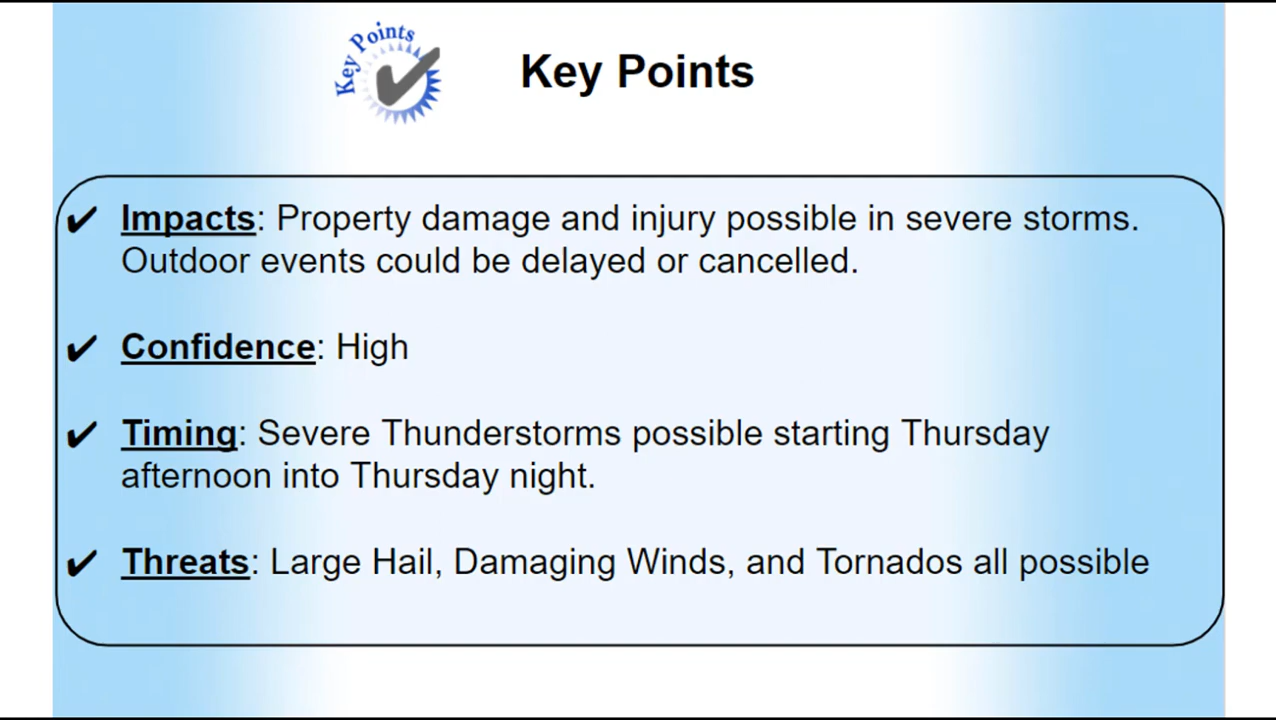 Key Points
Key Points
✔ Impacts: Property damage and injury possible in severe storms.
Outdoor events could be delayed or cancelled.
✔ Confidence: High
✔ Timing: Severe Thunderstorms possible starting Thursday
afternoon into Thursday night.
✔ Threats: Large Hail, Damaging Winds, and Tornados all possible